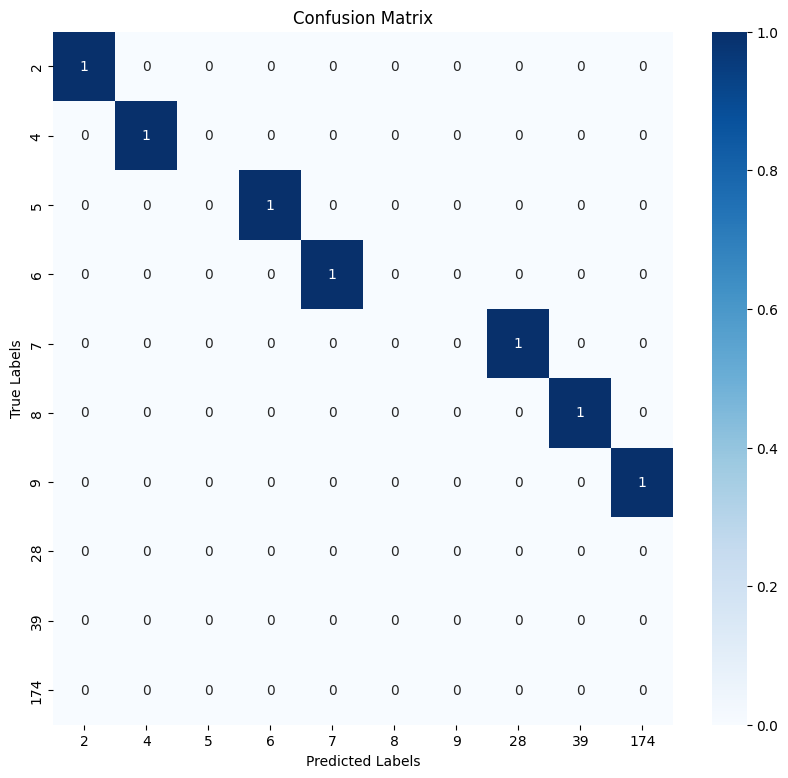 Confusion Matrix
2 1 0 0 0 0 0 0 0 0 0
4 0 1 0 0 0 0 0 0 0 0
5 0 0 0 1 0 0 0 0 0 0
6 0 0 0 0 1 0 0 0 0 0
7 0 0 0 0 0 0 0 1 0 0
8 0 0 0 0 0 0 0 0 1 0
9 0 0 0 0 0 0 0 0 0 1
28 0 0 0 0 0 0 0 0 0 0
39 0 0 0 0 0 0 0 0 0 0
174 0 0 0 0 0 0 0 0 0 0
2 4 5 6 7 8 9 28 39 174
Predicted Labels
True Labels
1.0
0.8
0.6
0.4
0.2
0.0